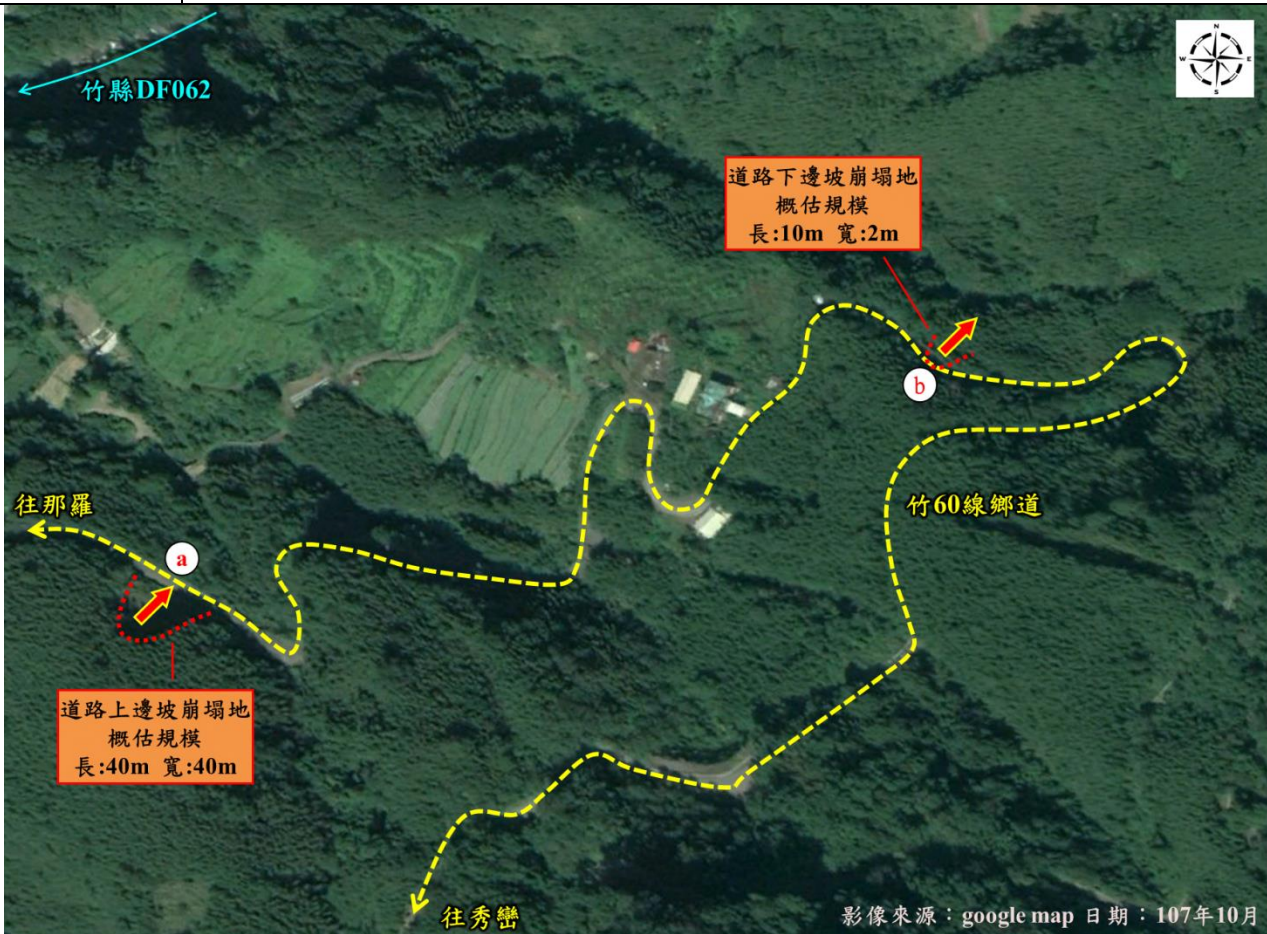 竹縣DF062
N
W
E
S
道路下邊坡崩塌地
概估規模
長:10m 寬:2m
b
往那羅
竹60線鄉道
a
道路上邊坡崩塌地
概估規模
長:40m 寬:40m
往秀巒
影像來源：google map 日期：107年10月